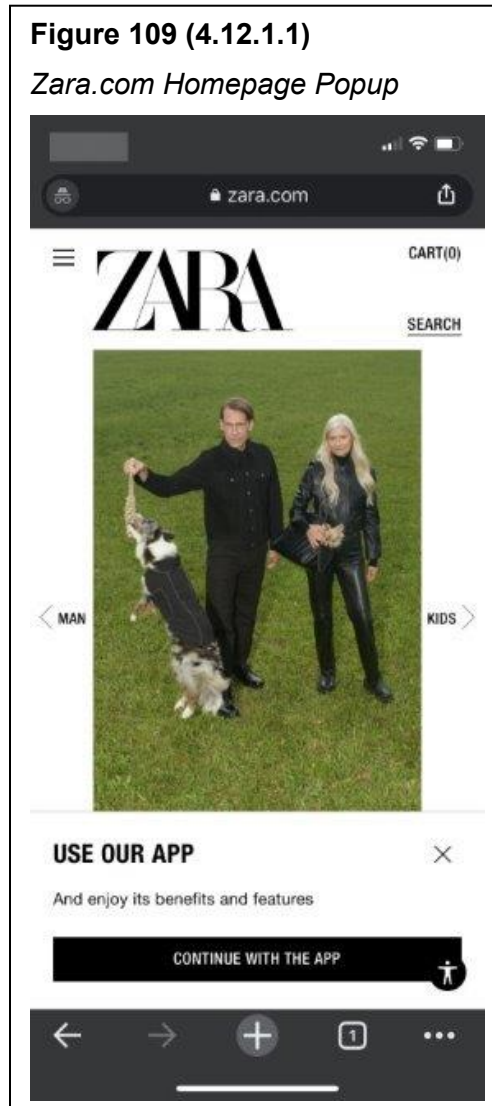 Figure 109 (4.12.1.1)
Zara.com Homepage Popup
zara.com
ZARA
CART(0)
SEARCH
MAN
KIDS
USE OUR APP
And enjoy its benefits and features
CONTINUE WITH THE APP
1